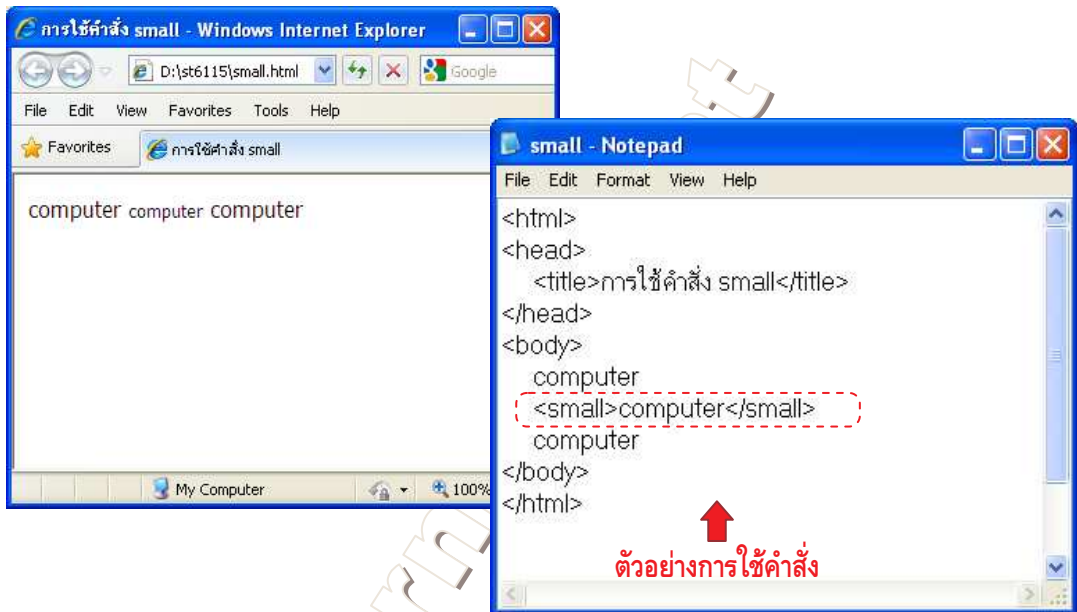 การใช้คำสั่ง small - Windows Internet Explorer
D:\st6115\small.html
Google
File Edit View Favorites Tools Help
Favorites
การใช้คำสั่ง small
computer computer computer
My Computer
100%
small - Notepad
File Edit Format View Help
<html>
<head>
<title>การใช้คำสั่ง small</title>
</head>
<body>
computer
<small>computer</small>
computer
</body>
</html>
ตัวอย่างการใช้คำสั่ง